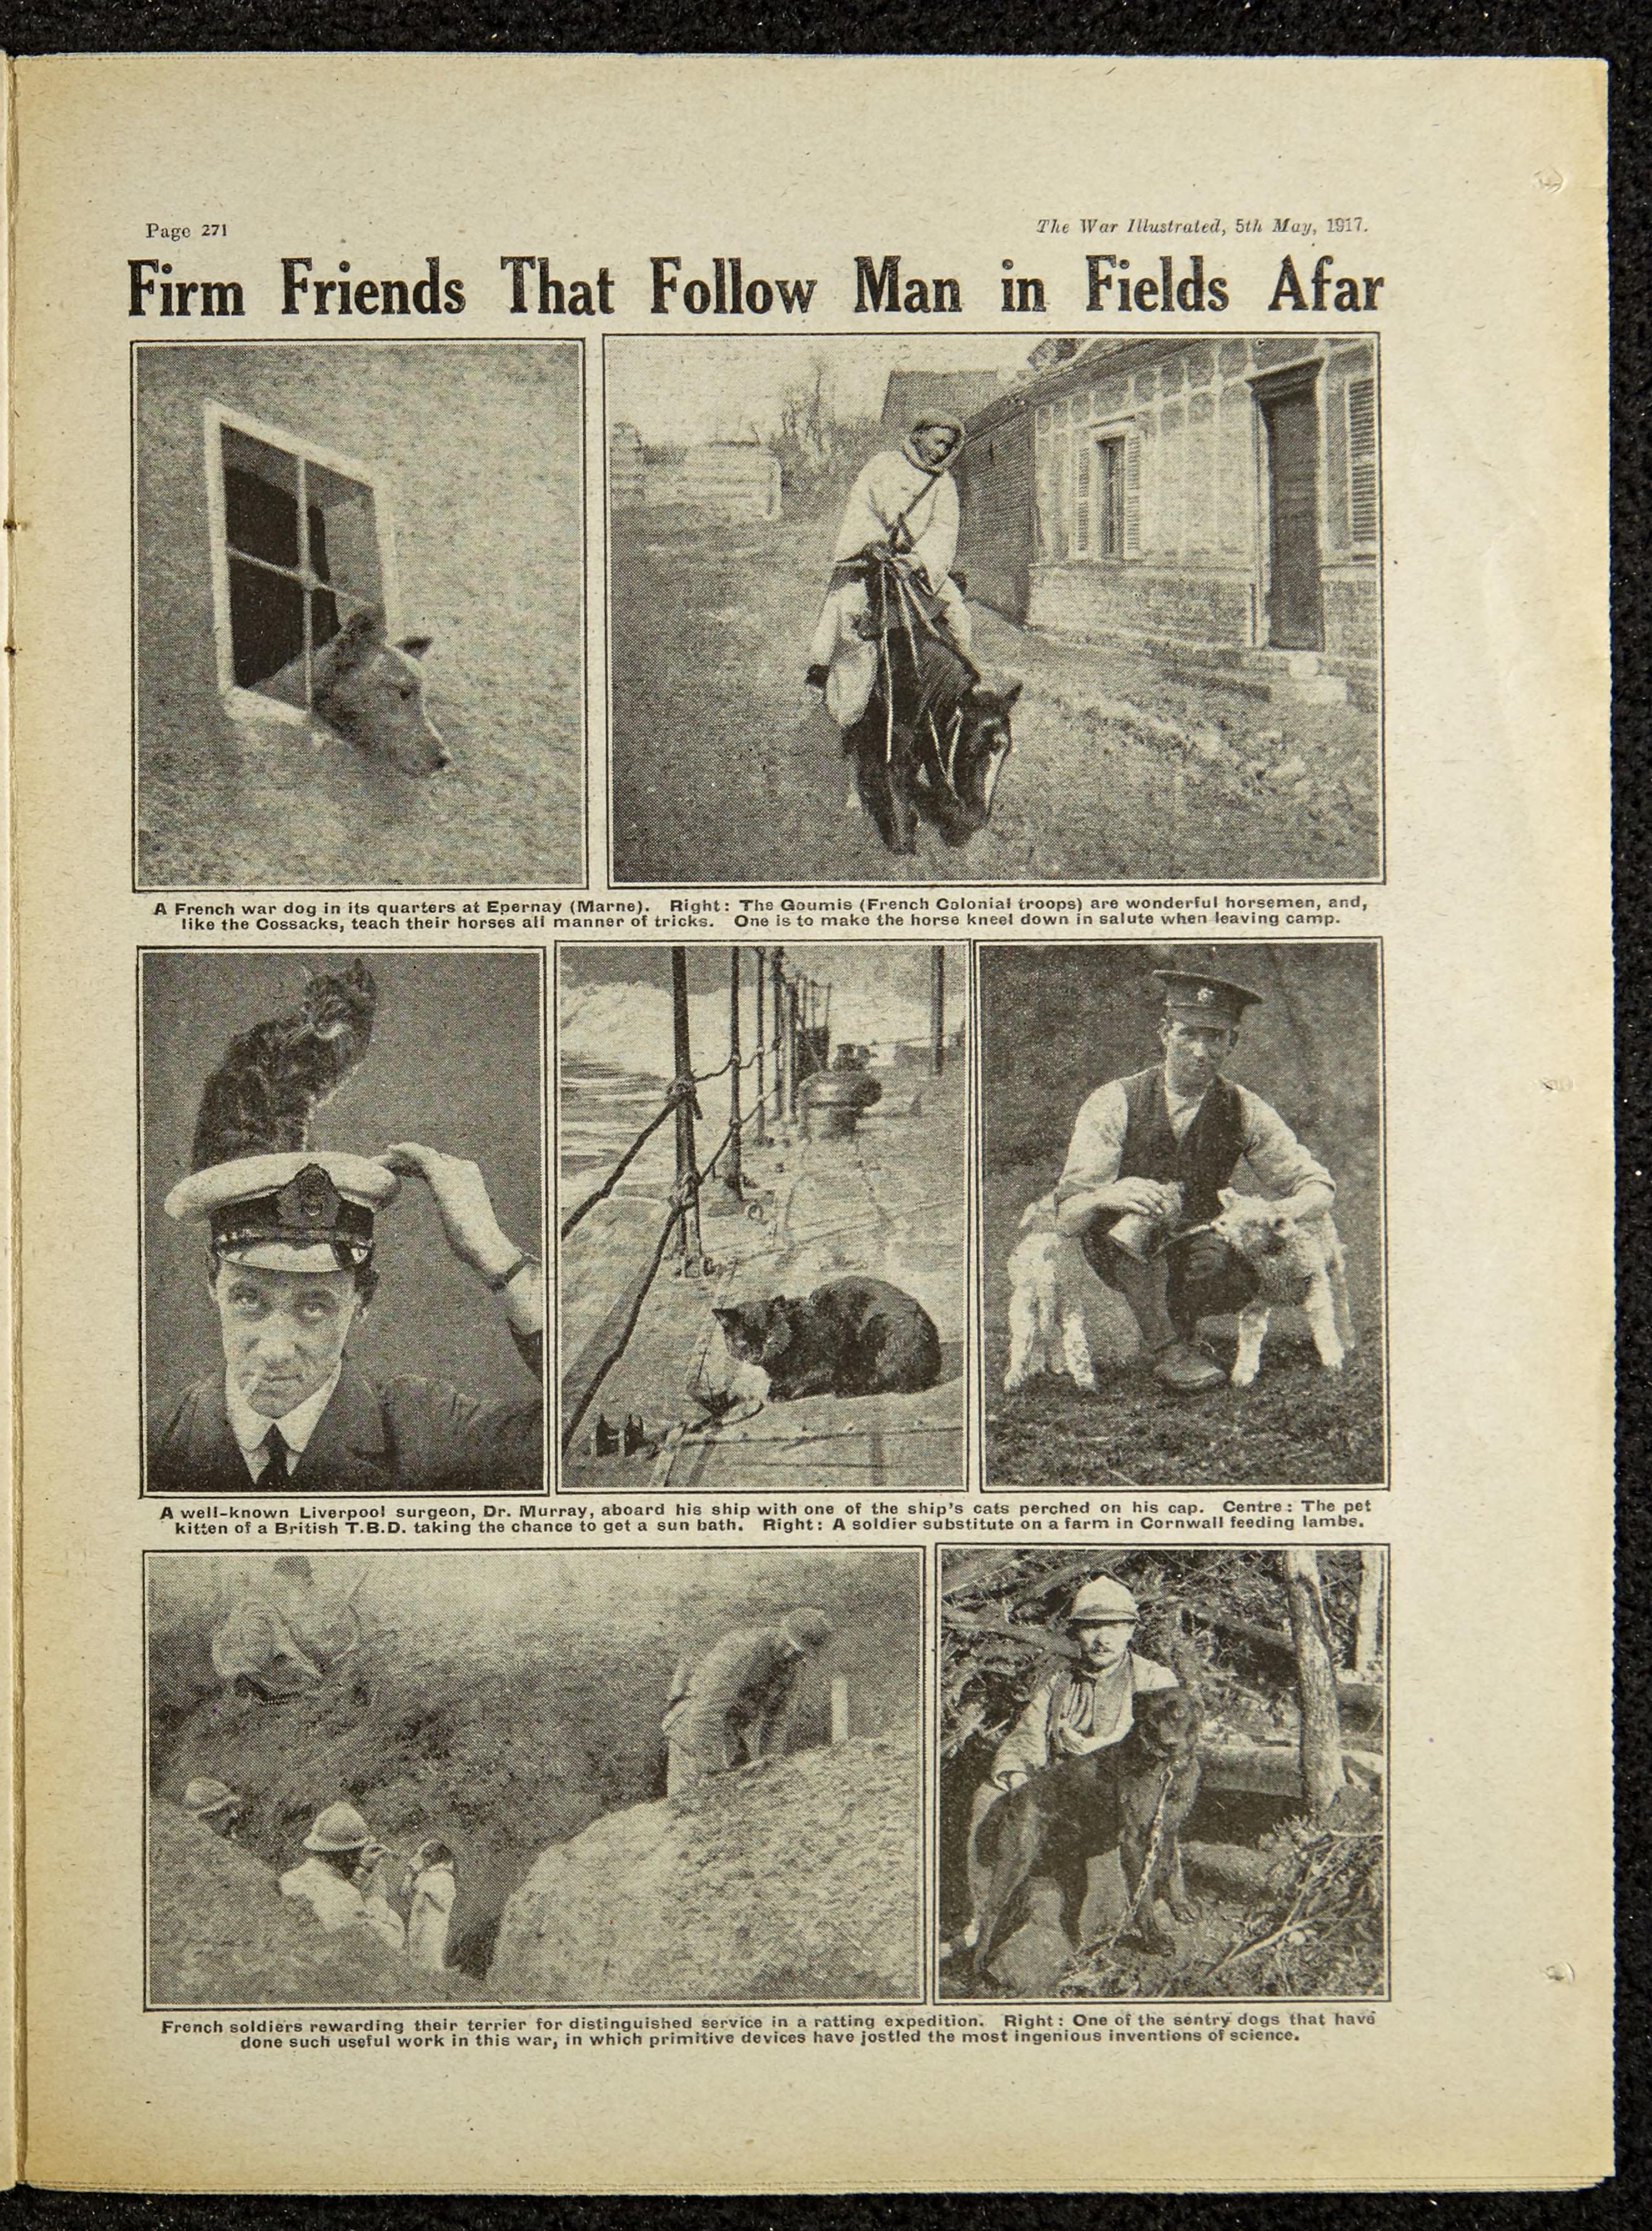 Page 271
The War Illustrated, 5th May, 1917.
Firm Friends That Follow Man in Fields Afar
A French war dog in its quarters at Epernay (Marne). Right: The Goumis (French Colonial troops) are wonderful horsemen, and,
like the Cossacks, teach their horses all manner of tricks. One is to make the horse kneel down in salute when leaving camp.
A well-known Liverpool surgeon, Dr. Murray, aboard his ship with one of the ship's cats perched on his cap. Centre: The pet
kitten of a British T.B.D. taking the chance to get a sun bath. Right: A soldier substitute on a farm in Cornwall feeding lambs.
French soldiers rewarding their terrier for distinguished service in a ratting expedition. Right: One of the sentry dogs that have
done such useful work in this war, in which primitive devices have jostled the most ingenious inventions of science.